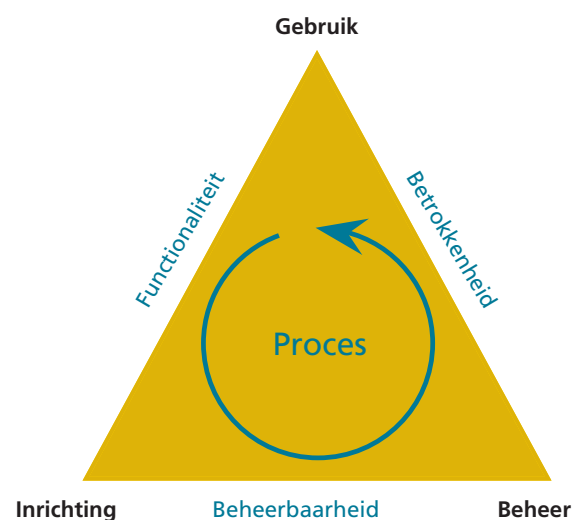 Gebruik
Functionaliteit
Betrokkenheid
Proces
Inrichting
Beheerbaarheid
Beheer